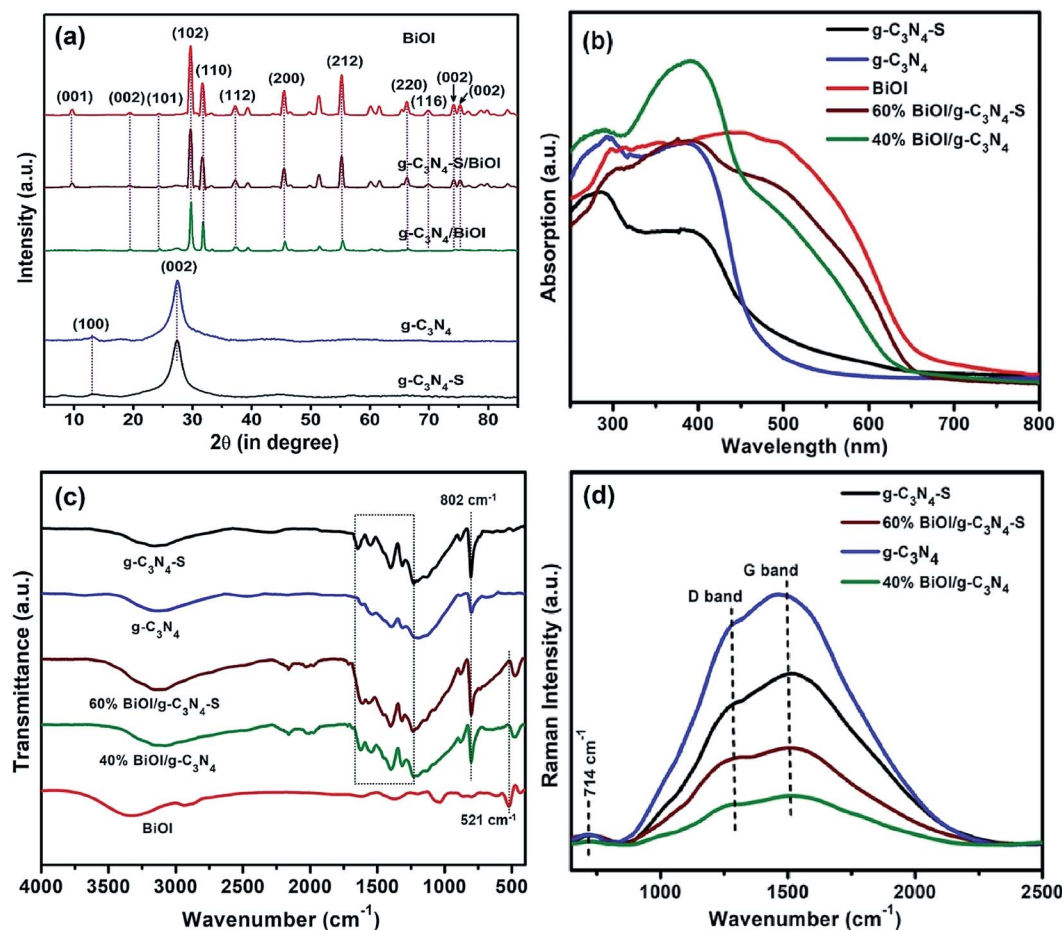 (a)
BiOI
(102)
(110)
(001)
(002)
(101)
(112)
(200)
(212)
(220)
(116)
(002)
(002)
g-C₃N₄-S/BiOI
g-C₃N₄/BiOI
(002)
(100)
g-C₃N₄
g-C₃N₄-S
Intensity (a.u.)
10 20 30 40 50 60 70 80
2θ (in degree)
(b)
g-C₃N₄-S
g-C₃N₄
BiOI
60% BiOI/g-C₃N₄-S
40% BiOI/g-C₃N₄
Absorption (a.u.)
300 400 500 600 700 800
Wavelength (nm)
(c)
802 cm⁻¹
g-C₃N₄-S
g-C₃N₄
60% BiOI/g-C₃N₄-S
40% BiOI/g-C₃N₄
BiOI
521 cm⁻¹
Transmittance (a.u.)
4000 3500 3000 2500 2000 1500 1000 500
Wavenumber (cm⁻¹)
(d)
g-C₃N₄-S
60% BiOI/g-C₃N₄-S
g-C₃N₄
40% BiOI/g-C₃N₄
G band
D band
714 cm⁻¹
Raman Intensity (a.u.)
1000 1500 2000 2500
Wavenumber (cm⁻¹)